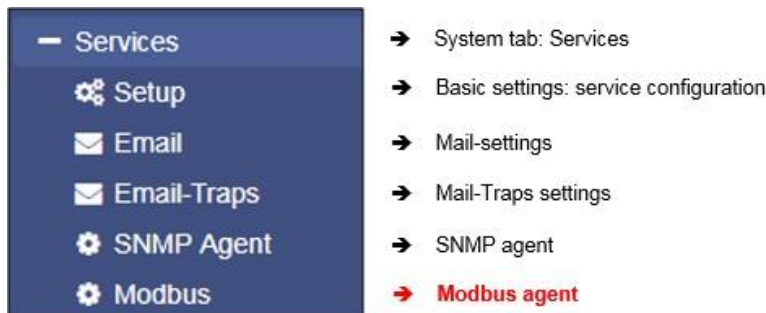 Services ➔ System tab: Services
Setup ➔ Basic settings: service configuration
Email ➔ Mail-settings
Email-Traps ➔ Mail-Traps settings
SNMP Agent ➔ SNMP agent
Modbus ➔ Modbus agent